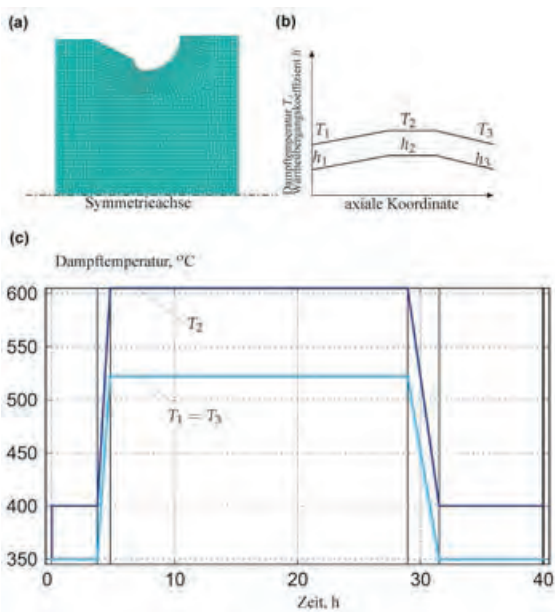 (a)
Symmetrieachse
(b)
Dampftemperatur T,
Wärmeübergangskoeffizient h
T₁
T₂
T₃
h₁
h₂
h₃
axiale Koordinate
(c)
Dampftemperatur, °C
600
550
500
450
400
350
T₂
T₁ = T₃
0
10
20
30
40
Zeit, h